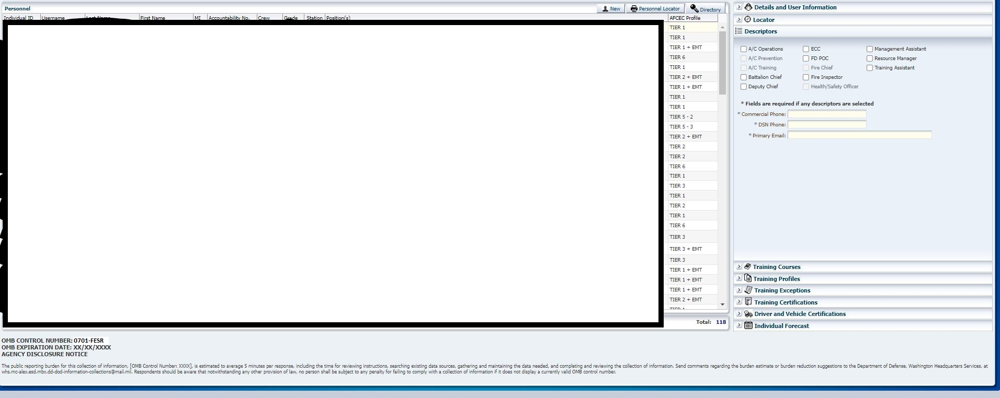 Personnel
New
Personnel Locator
Directory
Individual ID Username Last Name First Name MI Accountability No. Crew Grade Station Position(s) AFCEC Profile
TIER 1
TIER 1
TIER 1 + EMT
TIER 6
TIER 1
TIER 2 + EMT
TIER 1 + EMT
TIER 1
TIER 1
TIER 5 - 2
TIER 5 - 3
TIER 2 + EMT
TIER 2
TIER 2
TIER 6
TIER 1
TIER 3
TIER 1
TIER 2
TIER 1
TIER 6
TIER 3
TIER 3 + EMT
TIER 3
TIER 1 + EMT
TIER 1 + EMT
TIER 1 + EMT
TIER 2 + EMT
TIER 1
Total: 118
Details and User Information
Locator
Descriptors
A/C Operations ECC Management Assistant
A/C Prevention FD POC Resource Manager
A/C Training Fire Chief Training Assistant
Battalion Chief Fire Inspector
Deputy Chief Health/Safety Officer
* Fields are required if any descriptors are selected
* Commercial Phone:
* DSN Phone:
* Primary Email:
Training Courses
Training Profiles
Training Exceptions
Training Certifications
Driver and Vehicle Certifications
Individual Forecast
OMB CONTROL NUMBER: 0701-FESR
OMB EXPIRATION DATE: XX/XX/XXXX
AGENCY DISCLOSURE NOTICE
The public reporting burden for this collection of information, [OMB Control Number: XXXX], is estimated to average 5 minutes per response, including the time for reviewing instructions, searching existing data sources, gathering and maintaining the data needed, and completing and reviewing the collection of information. Send comments regarding the burden estimate or burden reduction suggestions to the Department of Defense, Washington Headquarters Services, at
whs.mc-alex.esd.mbx.dd-dod-information-collections@mail.mil. Respondents should be aware that notwithstanding any other provision of law, no person shall be subject to any penalty for failing to comply with a collection of information if it does not display a currently valid OMB control number.